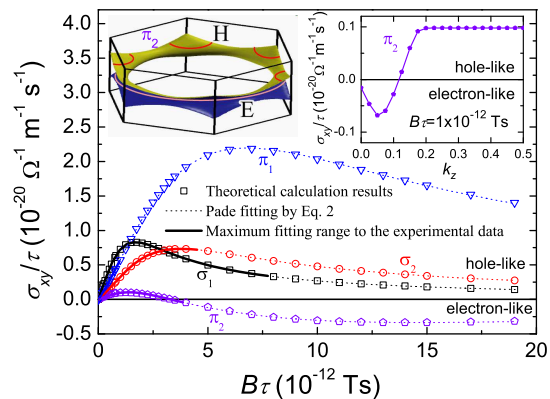 4.0
3.5
3.0
2.5
2.0
1.5
1.0
0.5
0.0
-0.5
σxy/τ (10^-20 Ω^-1 m^-1 s^-1)
0 5 10 15 20
Bτ (10^-12 Ts)
π2
H
E
0.1
0.0
-0.1
σxy/τ (10^-20 Ω^-1 m^-1 s^-1)
π2
hole-like
electron-like
Bτ=1x10^-12 Ts
0.0 0.1 0.2 0.3 0.4 0.5
kz
π1
Theoretical calculation results
Pade fitting by Eq. 2
Maximum fitting range to the experimental data
σ1
σ2
hole-like
electron-like
π2